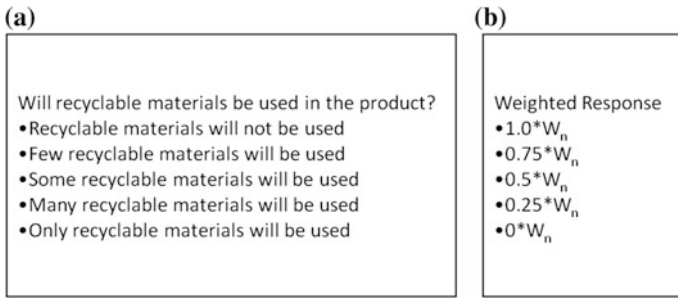 (a)
Will recyclable materials be used in the product?
•Recyclable materials will not be used
•Few recyclable materials will be used
•Some recyclable materials will be used
•Many recyclable materials will be used
•Only recyclable materials will be used
(b)
Weighted Response
•1.0*Wn
•0.75*Wn
•0.5*Wn
•0.25*Wn
•0*Wn